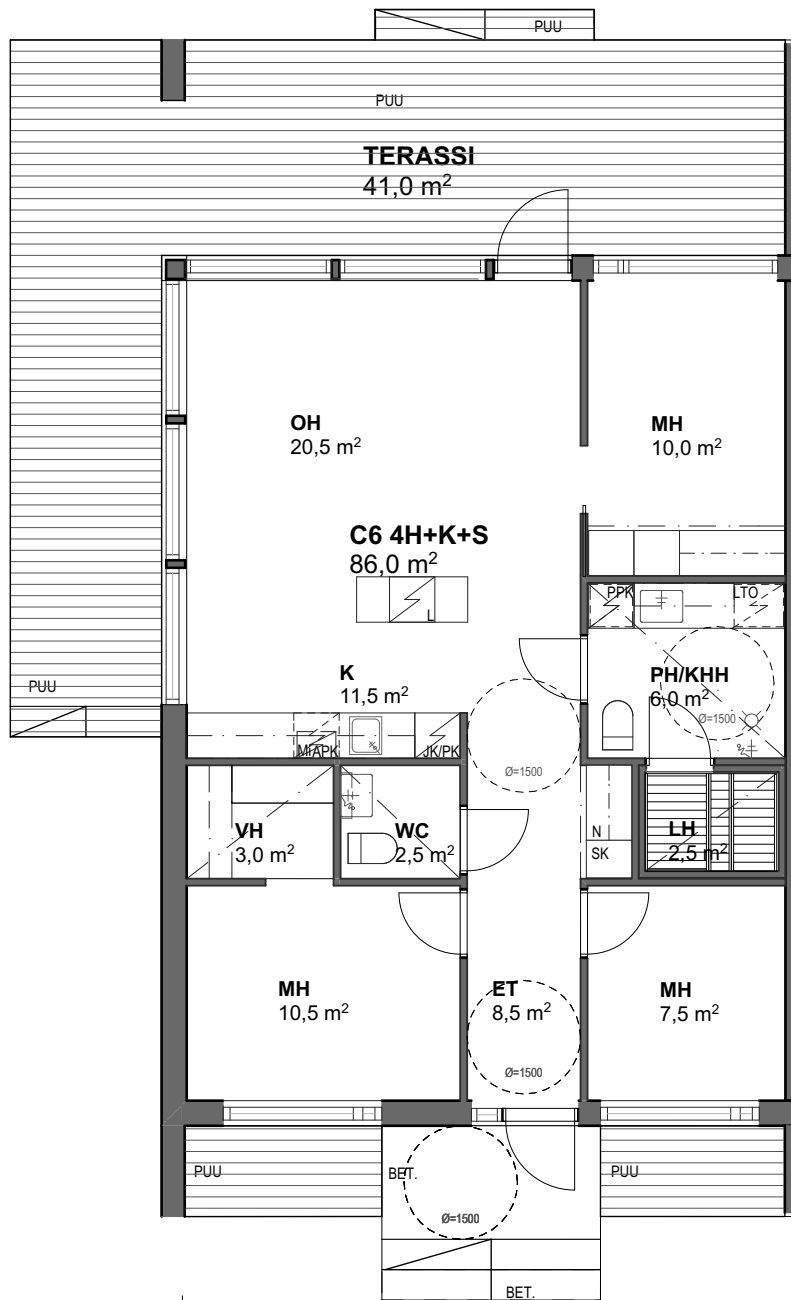 PUU
PUU
TERASSI
41,0 m²
OH
20,5 m²
MH
10,0 m²
C6 4H+K+S
86,0 m²
L
PPK
LTO
K
11,5 m²
PH/KHH
6,0 m²
Ø=1500
PUU
MI/APK
JK/PK
Ø=1500
VH
3,0 m²
WC
2,5 m²
N
SK
LH
2,5 m²
MH
10,5 m²
ET
8,5 m²
MH
7,5 m²
Ø=1500
PUU
BET.
PUU
Ø=1500
BET.